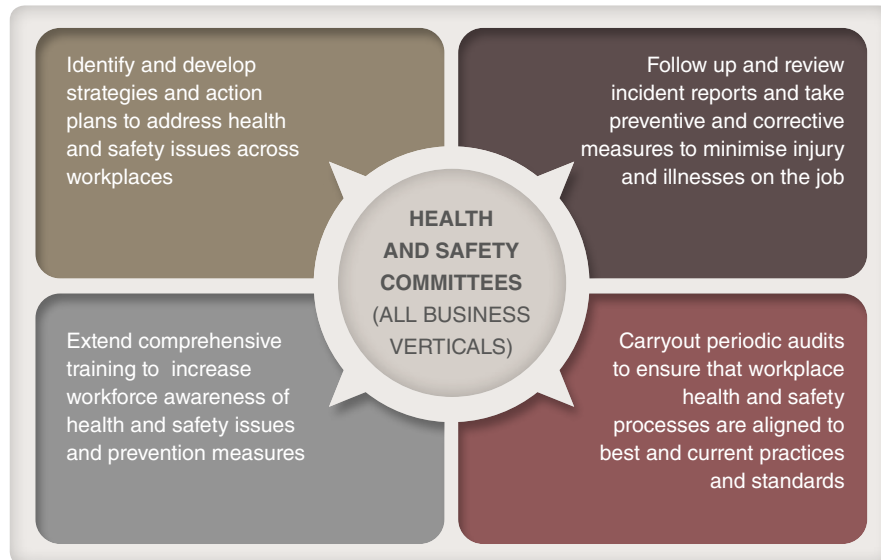 Identify and develop
strategies and action
plans to address health
and safety issues across
workplaces
Follow up and review
incident reports and take
preventive and corrective
measures to minimise injury
and illnesses on the job
HEALTH
AND SAFETY
COMMITTEES
(ALL BUSINESS
VERTICALS)
Extend comprehensive
training to increase
workforce awareness of
health and safety issues
and prevention measures
Carryout periodic audits
to ensure that workplace
health and safety
processes are aligned to
best and current practices
and standards